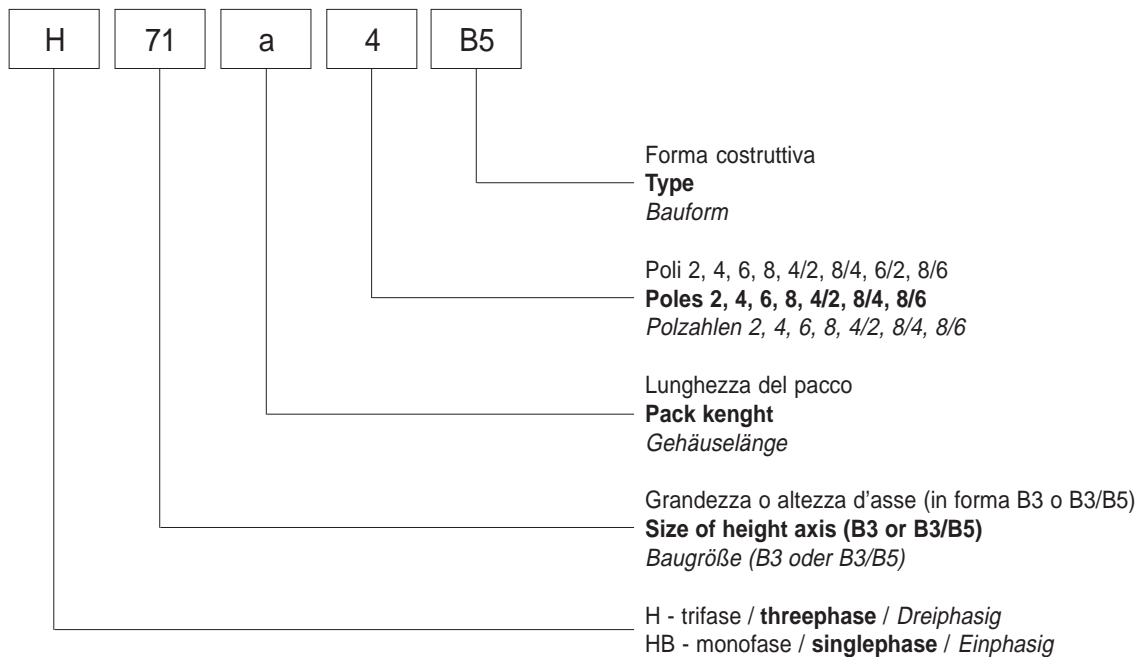 H 71 a 4 B5
Forma costruttiva
Type
Bauform
Poli 2, 4, 6, 8, 4/2, 8/4, 6/2, 8/6
Poles 2, 4, 6, 8, 4/2, 8/4, 8/6
Polzahlen 2, 4, 6, 8, 4/2, 8/4, 8/6
Lunghezza del pacco
Pack kenght
Gehäuselänge
Grandezza o altezza d'asse (in forma B3 o B3/B5)
Size of height axis (B3 or B3/B5)
Baugröße (B3 oder B3/B5)
H - trifase / threephase / Dreiphasig
HB - monofase / singlephase / Einphasig